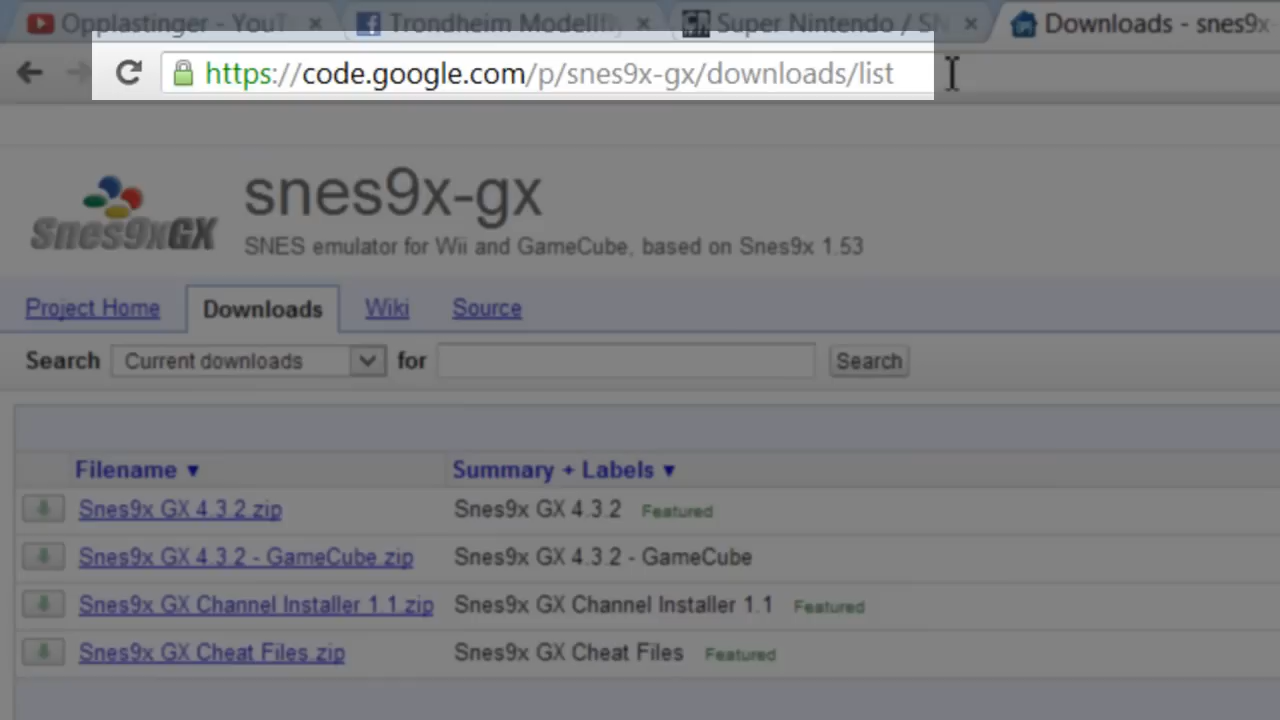 Opplastinger - YouT
Trondheim Modellfly
Super Nintendo / SN
Downloads - snes9x
https://code.google.com/p/snes9x-gx/downloads/list
Snes9xGX
snes9x-gx
SNES emulator for Wii and GameCube, based on Snes9x 1.53
Project Home Downloads Wiki Source
Search Current downloads for Search
Filename ▼ Summary + Labels ▼
Snes9x GX 4.3.2.zip Snes9x GX 4.3.2 Featured
Snes9x GX 4.3.2 - GameCube.zip Snes9x GX 4.3.2 - GameCube
Snes9x GX Channel Installer 1.1.zip Snes9x GX Channel Installer 1.1 Featured
Snes9x GX Cheat Files.zip Snes9x GX Cheat Files Featured